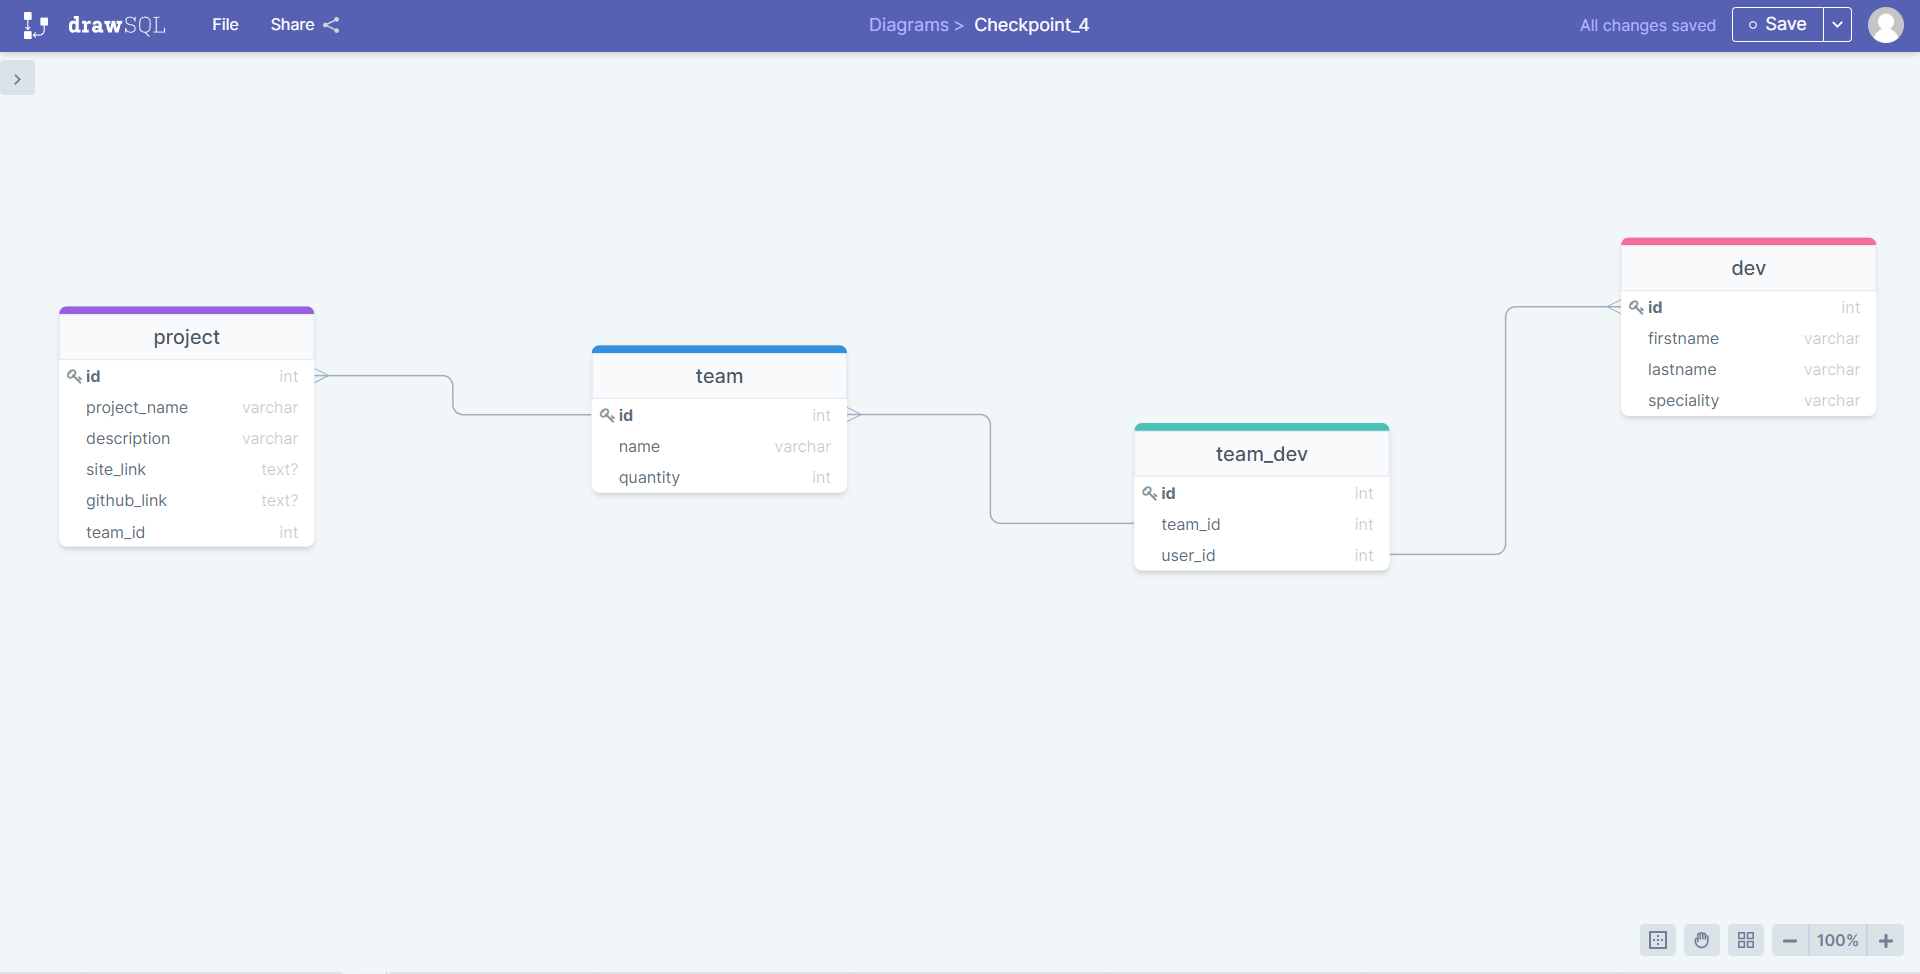 drawSQL File Share Diagrams > Checkpoint_4 All changes saved Save
project
id int
project_name varchar
description varchar
site_link text?
github_link text?
team_id int
team
id int
name varchar
quantity int
team_dev
id int
team_id int
user_id int
dev
id int
firstname varchar
lastname varchar
speciality varchar
100%